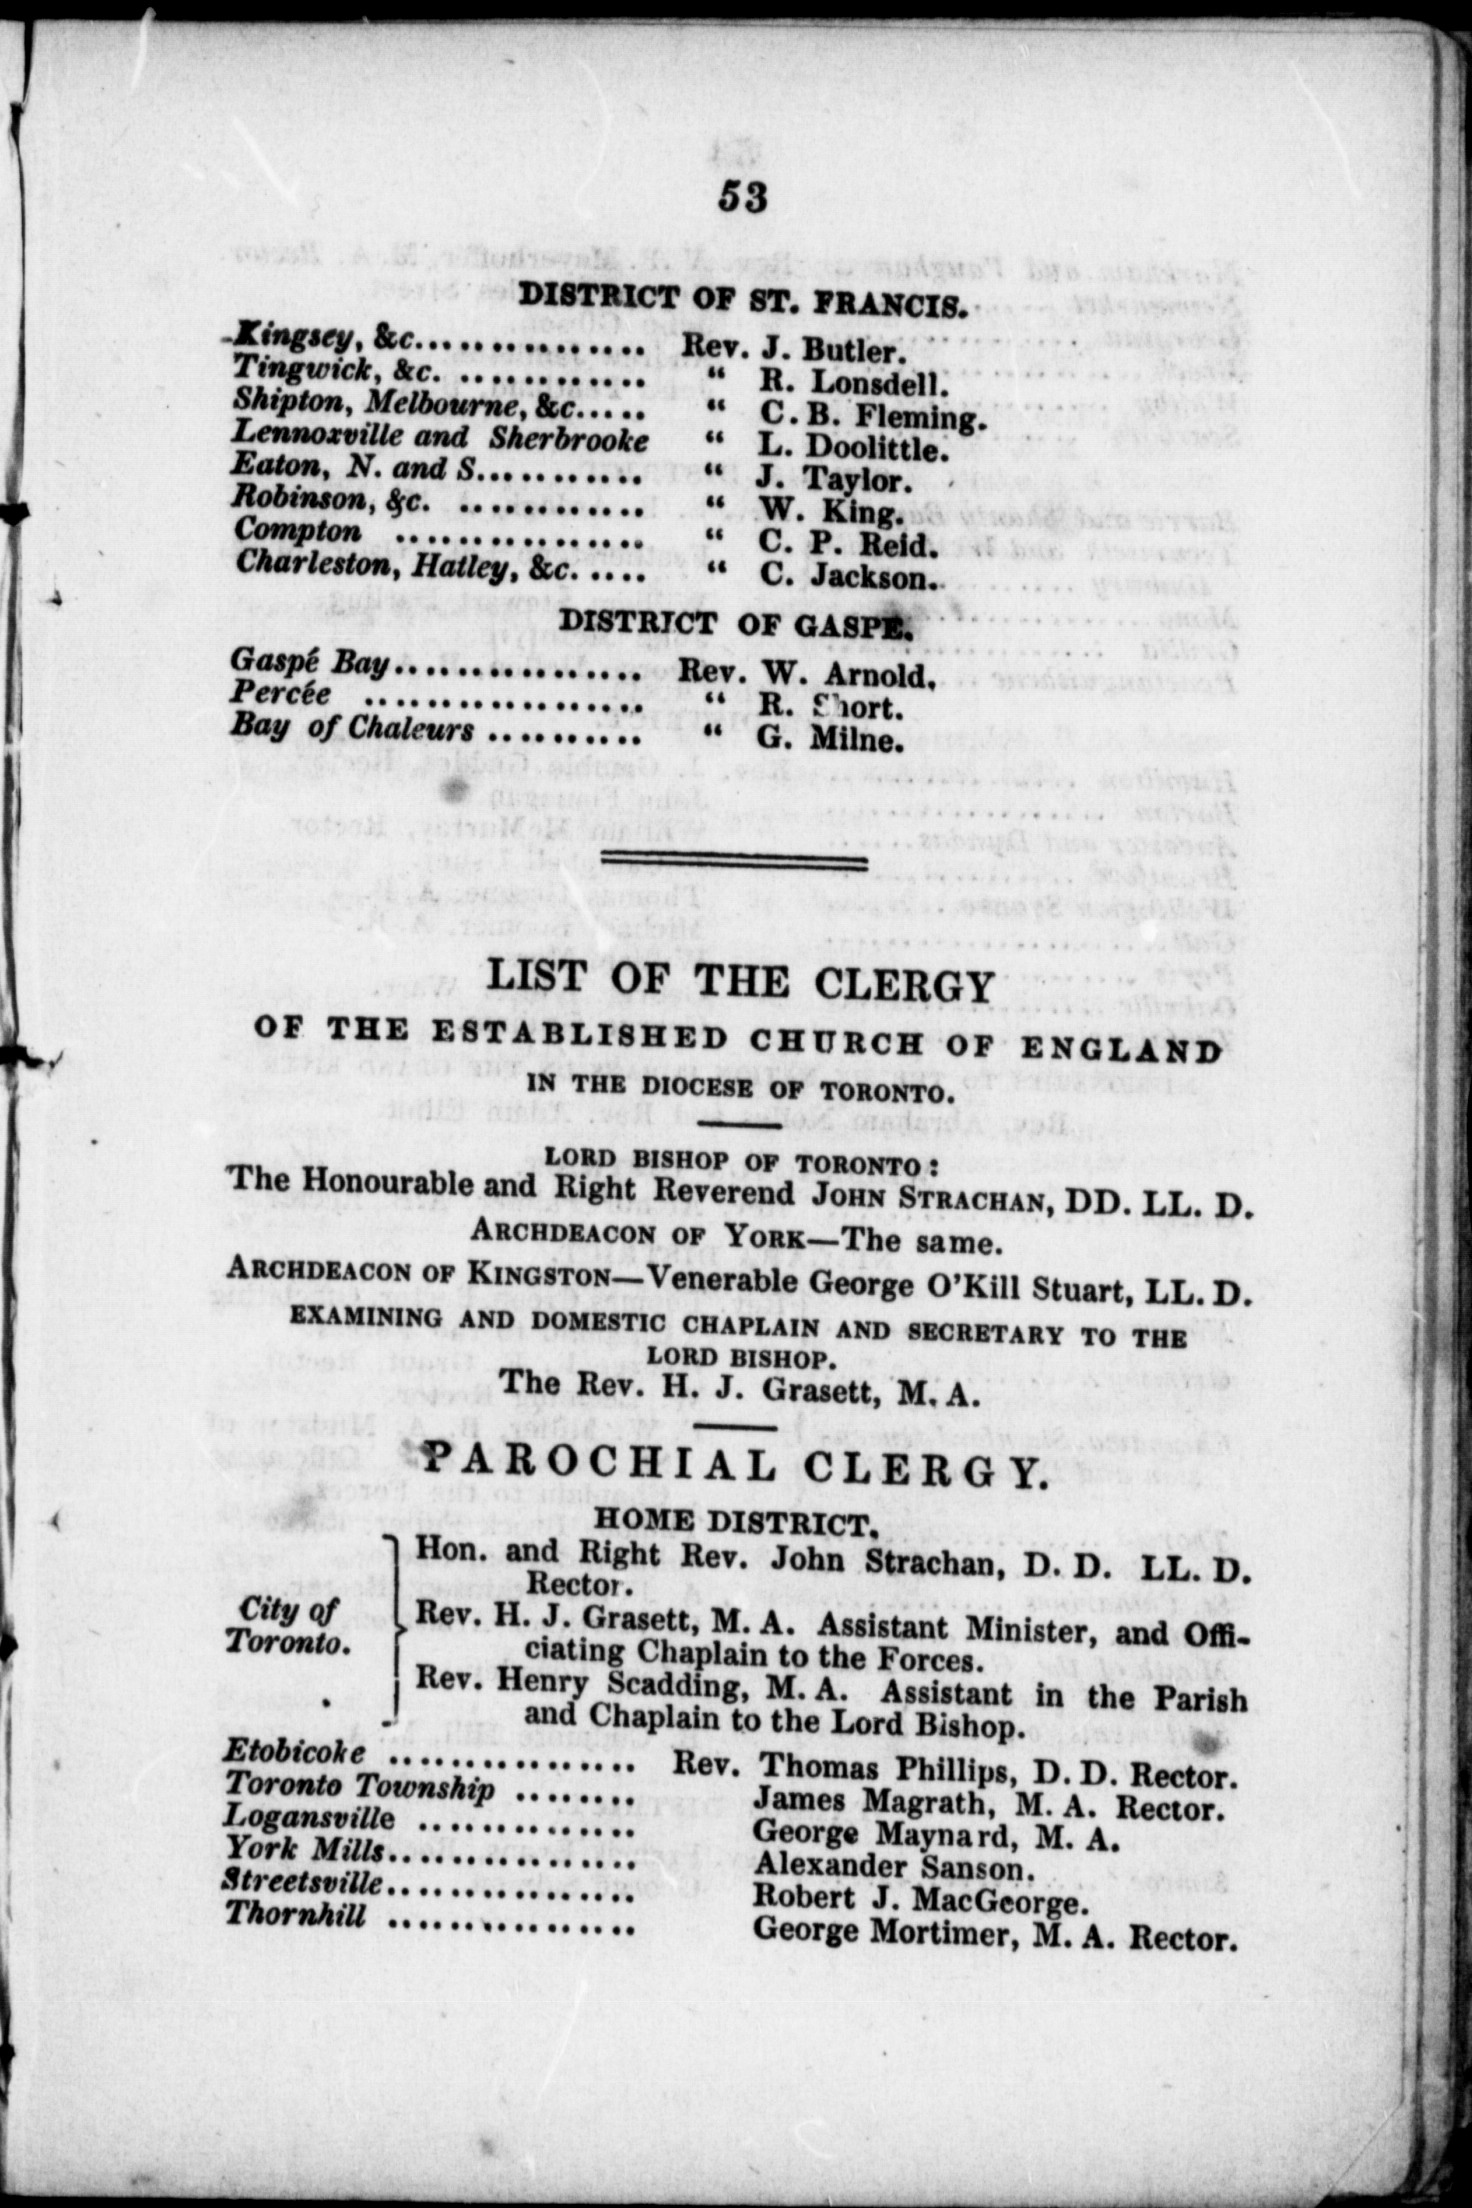 53
DISTRICT OF ST. FRANCIS.
Kingsey, &c................ Rev. J. Butler.
Tingwick, &c. ............. “ R. Lonsdell.
Shipton, Melbourne, &c..... “ C. B. Fleming.
Lennoxville and Sherbrooke “ L. Doolittle.
Eaton, N. and S............ “ J. Taylor.
Robinson, &c. ............. “ W. King.
Compton ................. “ C. P. Reid.
Charleston, Hatley, &c. ..... “ C. Jackson.
DISTRICT OF GASPE.
Gaspé Bay................. Rev. W. Arnold.
Percée ................... “ R. Short.
Bay of Chaleurs .......... “ G. Milne.
LIST OF THE CLERGY
OF THE ESTABLISHED CHURCH OF ENGLAND
IN THE DIOCESE OF TORONTO.
LORD BISHOP OF TORONTO:
The Honourable and Right Reverend JOHN STRACHAN, DD. LL. D.
ARCHDEACON OF YORK—The same.
ARCHDEACON OF KINGSTON—Venerable George O'Kill Stuart, LL. D.
EXAMINING AND DOMESTIC CHAPLAIN AND SECRETARY TO THE
LORD BISHOP.
The Rev. H. J. Grasett, M. A.
PAROCHIAL CLERGY.
HOME DISTRICT.
City of
Toronto.
Hon. and Right Rev. John Strachan, D. D. LL. D.
Rector.
Rev. H. J. Grasett, M. A. Assistant Minister, and Offi-
ciating Chaplain to the Forces.
Rev. Henry Scadding, M. A. Assistant in the Parish
and Chaplain to the Lord Bishop.
Etobicoke ................ Rev. Thomas Phillips, D. D. Rector.
Toronto Township ........ James Magrath, M. A. Rector.
Logansville .............. George Maynard, M. A.
York Mills................ Alexander Sanson.
Streetsville................ Robert J. MacGeorge.
Thornhill ................ George Mortimer, M. A. Rector.